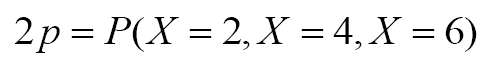 2p = P(X = 2, X = 4, X = 6)